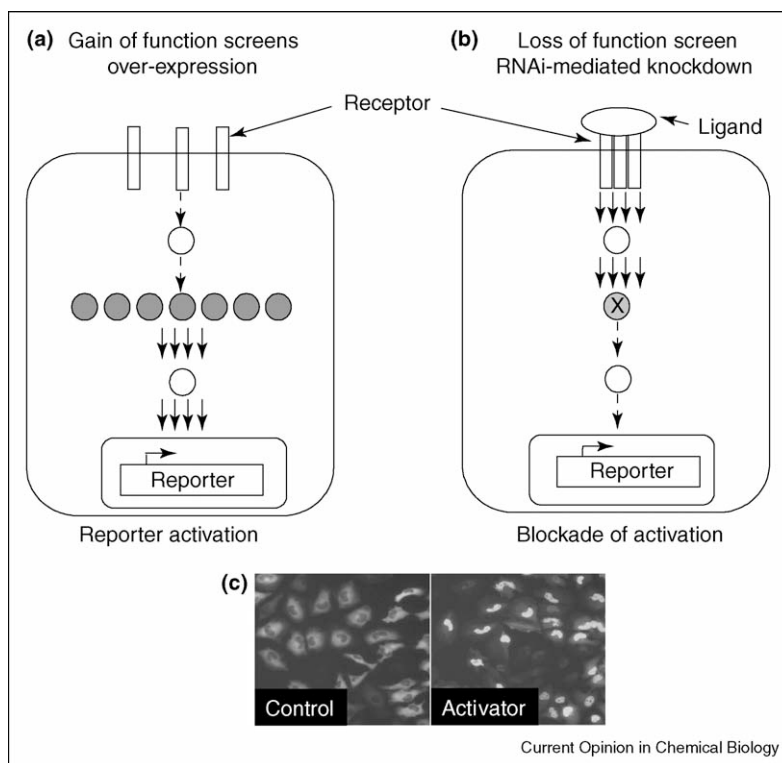 (a) Gain of function screens
over-expression
(b) Loss of function screen
RNAi-mediated knockdown
Receptor
Ligand
X
Reporter
Reporter
Reporter activation
Blockade of activation
(c)
Control
Activator
Current Opinion in Chemical Biology